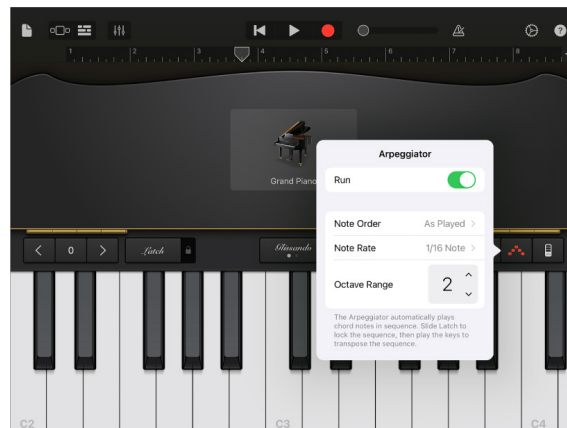 1 2 3 4 5 6 7 8
Grand Piano
Arpeggiator
Run
Note Order As Played
Note Rate 1/16 Note
Octave Range 2
The Arpeggiator automatically plays
chord notes in sequence. Slide Latch to
lock the sequence, then play the keys to
transpose the sequence.
0 Latch Glissando
C2 C3 C4